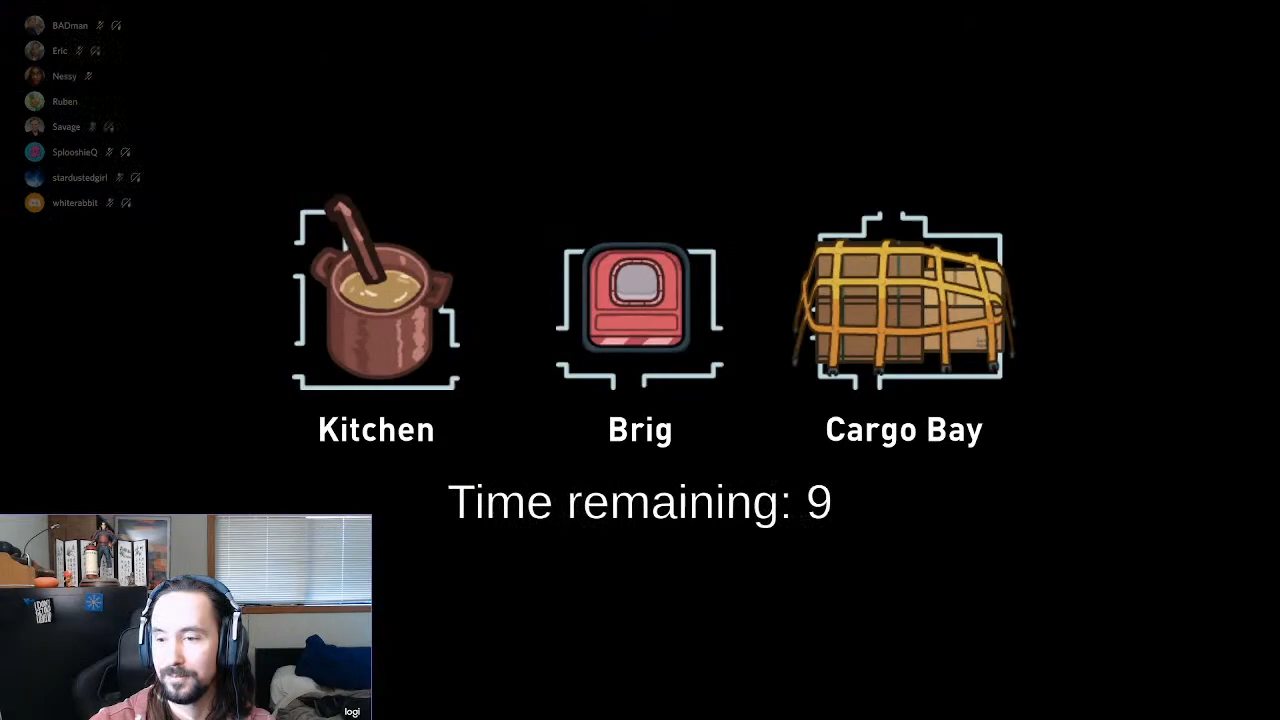 BADman
Eric
Nessy
Ruben
Savage
SplooshieQ
stardustedgirl
whiterabbit
Kitchen
Brig
Cargo Bay
Time remaining: 9
logi